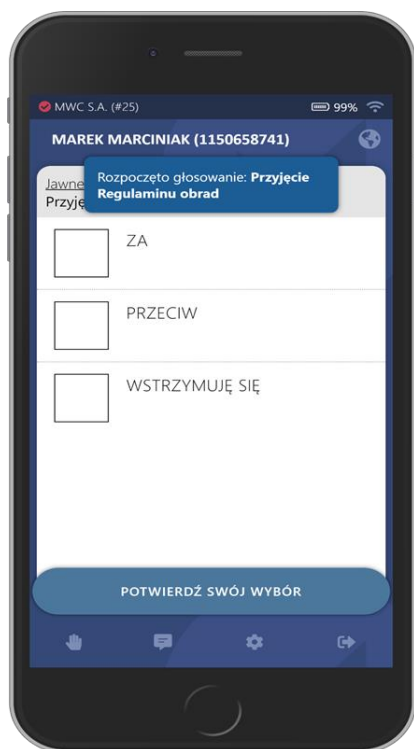 MWC S.A. (#25)
99%
MAREK MARCINIAK (1150658741)
Rozpoczęto głosowanie: Przyjęcie
Regulaminu obrad
Jawne
Przyję
ZA
PRZECIW
WSTRZYMUJĘ SIĘ
POTWIERDŹ SWÓJ WYBÓR